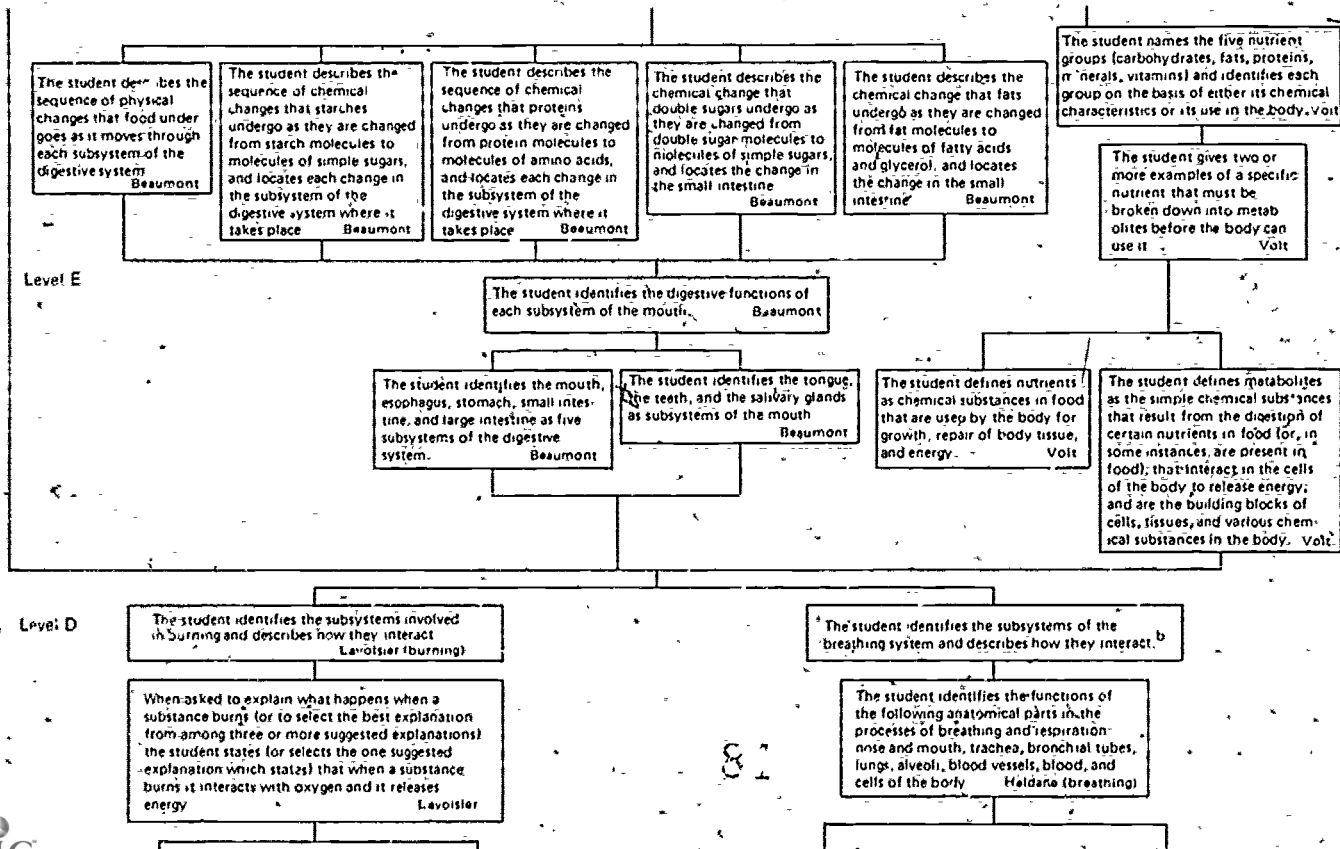 The student describes the
sequence of physical
changes that food under
goes as it moves through
each subsystem of the
digestive system
Beaumont
The student describes the
sequence of chemical
changes that starches
undergo as they are changed
from starch molecules to
molecules of simple sugars,
and locates each change in
the subsystem of the
digestive system where it
takes place Beaumont
The student describes the
sequence of chemical
changes that proteins
undergo as they are changed
from protein molecules to
molecules of amino acids,
and locates each change in
the subsystem of the
digestive system where it
takes place Beaumont
The student describes the
chemical change that
double sugars undergo as
they are changed from
double sugar molecules to
molecules of simple sugars,
and locates the change in
the small intestine
Beaumont
The student describes the
chemical change that fats
undergo as they are changed
from fat molecules to
molecules of fatty acids
and glycerol, and locates
the change in the small
intestine Beaumont
The student names the five nutrient
groups (carbohydrates, fats, proteins,
minerals, vitamins) and identifies each
group on the basis of either its chemical
characteristics or its use in the body. Volt
The student gives two or
more examples of a specific
nutrient that must be
broken down into metab
olites before the body can
use it Volt
Level E
The student identifies the digestive functions of
each subsystem of the mouth. Beaumont
The student identifies the mouth,
esophagus, stomach, small intes-
tine, and large intestine as five
subsystems of the digestive
system. Beaumont
The student identifies the tongue,
the teeth, and the salivary glands
as subsystems of the mouth
Beaumont
The student defines nutrients
as chemical substances in food
that are used by the body for
growth, repair of body tissue,
and energy. Volt
The student defines metabolites
as the simple chemical substances
that result from the digestion of
certain nutrients in food (or, in
some instances, are present in
food); that interact in the cells
of the body to release energy;
and are the building blocks of
cells, tissues, and various chem-
ical substances in the body. Volt
Level D
The student identifies the subsystems involved
in burning and describes how they interact
Lavoisier (burning)
The student identifies the subsystems of the
breathing system and describes how they interact. b
When asked to explain what happens when a
substance burns (or to select the best explanation
from among three or more suggested explanations)
the student states (or selects the one suggested
explanation which states) that when a substance
burns it interacts with oxygen and it releases
energy Lavoisier
The student identifies the functions of
the following anatomical parts in the
processes of breathing and respiration
nose and mouth, trachea, bronchial tubes,
lungs, alveoli, blood vessels, blood, and
cells of the body Haldane (breathing)